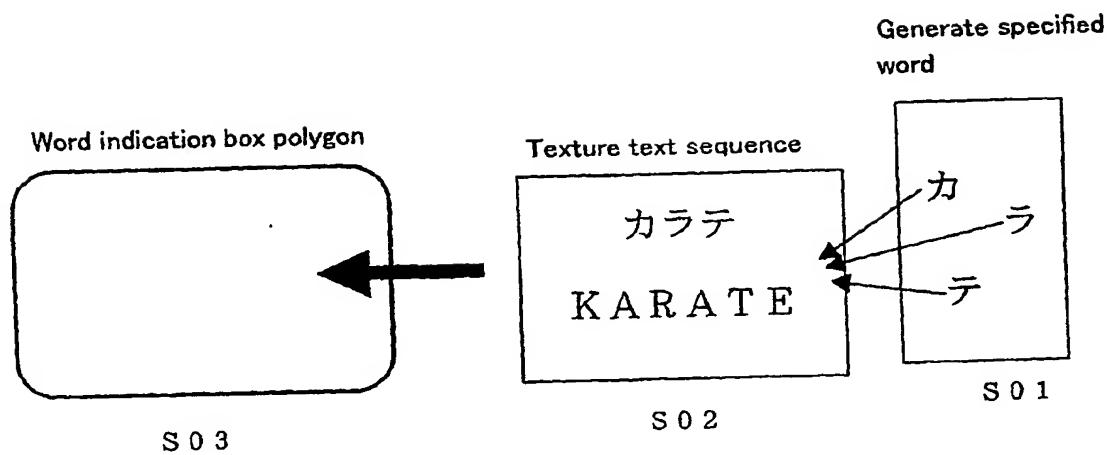 Generate specified
word
Word indication box polygon
Texture text sequence
カ
ラ
テ
カラテ
KARATE
S01
S02
S03